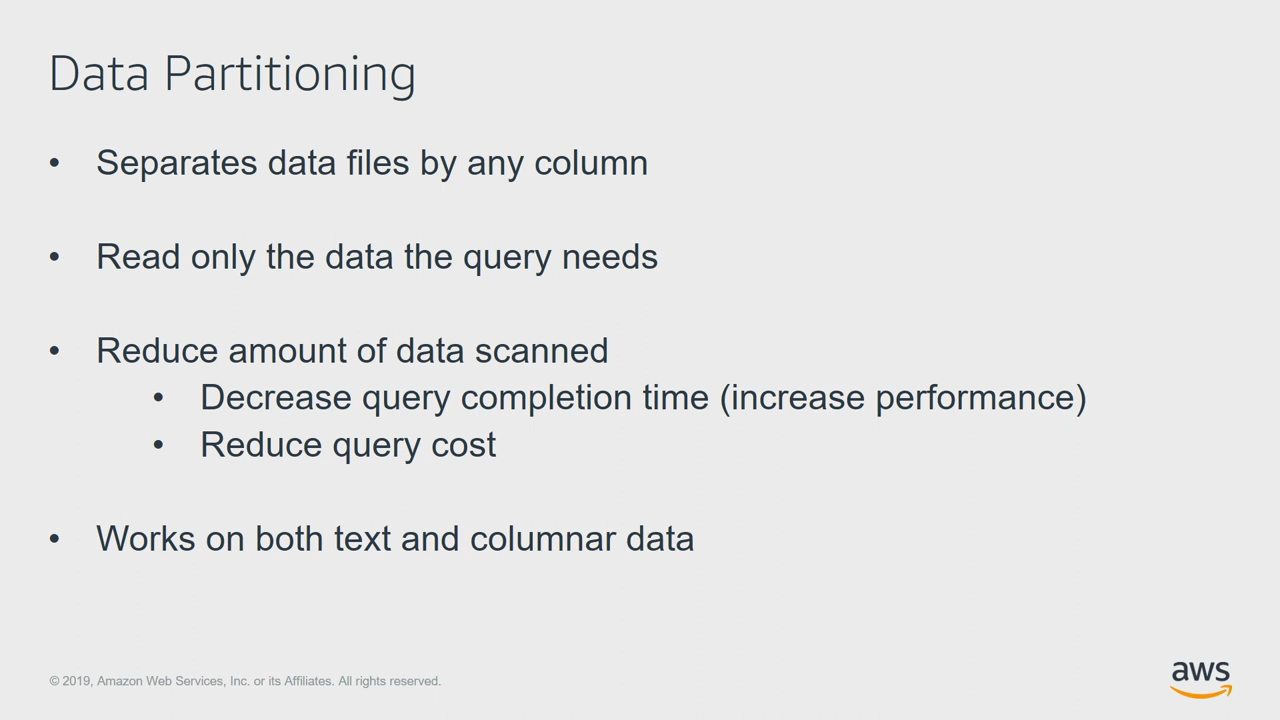 Data Partitioning
• Separates data files by any column
• Read only the data the query needs
• Reduce amount of data scanned
• Decrease query completion time (increase performance)
• Reduce query cost
• Works on both text and columnar data
© 2019, Amazon Web Services, Inc. or its Affiliates. All rights reserved.
aws